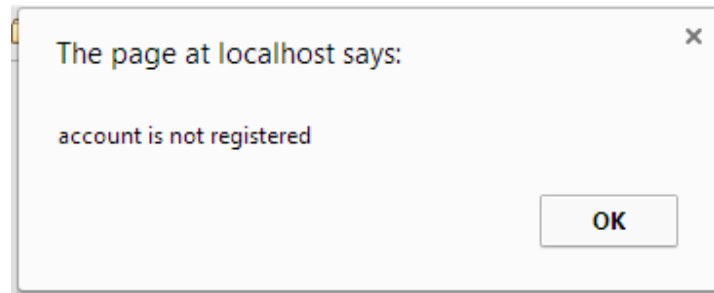 The page at localhost says:
account is not registered
OK